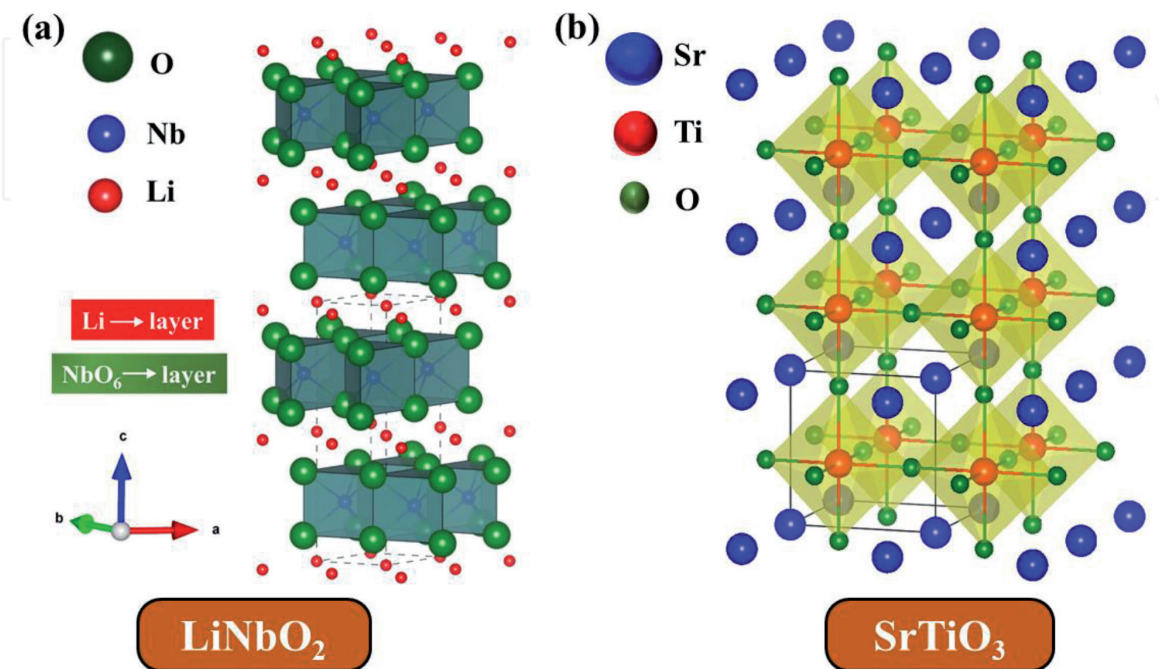 (a)
O
Nb
Li
Li → layer
NbO₆ → layer
c
b
a
LiNbO₂
(b)
Sr
Ti
O
SrTiO₃